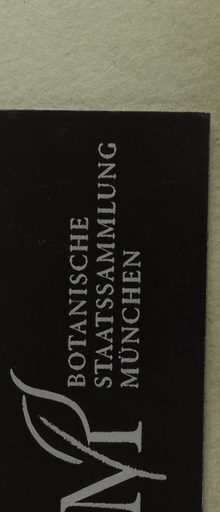 BOTANISCHE
STAATSSAMMLUNG
MÜNCHEN
M